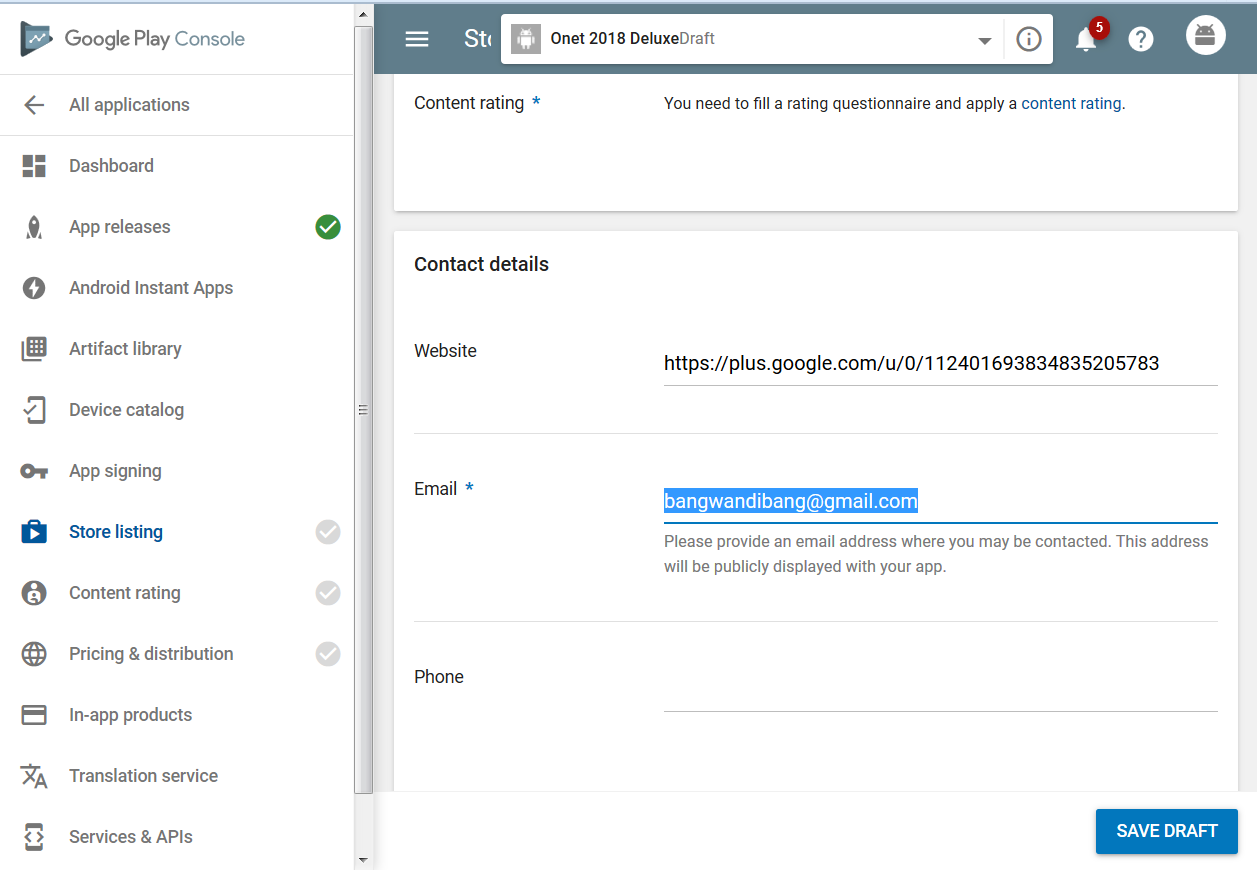 Google Play Console
All applications
Dashboard
App releases
Android Instant Apps
Artifact library
Device catalog
App signing
Store listing
Content rating
Pricing & distribution
In-app products
Translation service
Services & APIs
Sto
Onet 2018 DeluxeDraft
5
Content rating *
You need to fill a rating questionnaire and apply a content rating.
Contact details
Website
https://plus.google.com/u/0/112401693834835205783
Email *
bangwandibang@gmail.com
Please provide an email address where you may be contacted. This address
will be publicly displayed with your app.
Phone
SAVE DRAFT